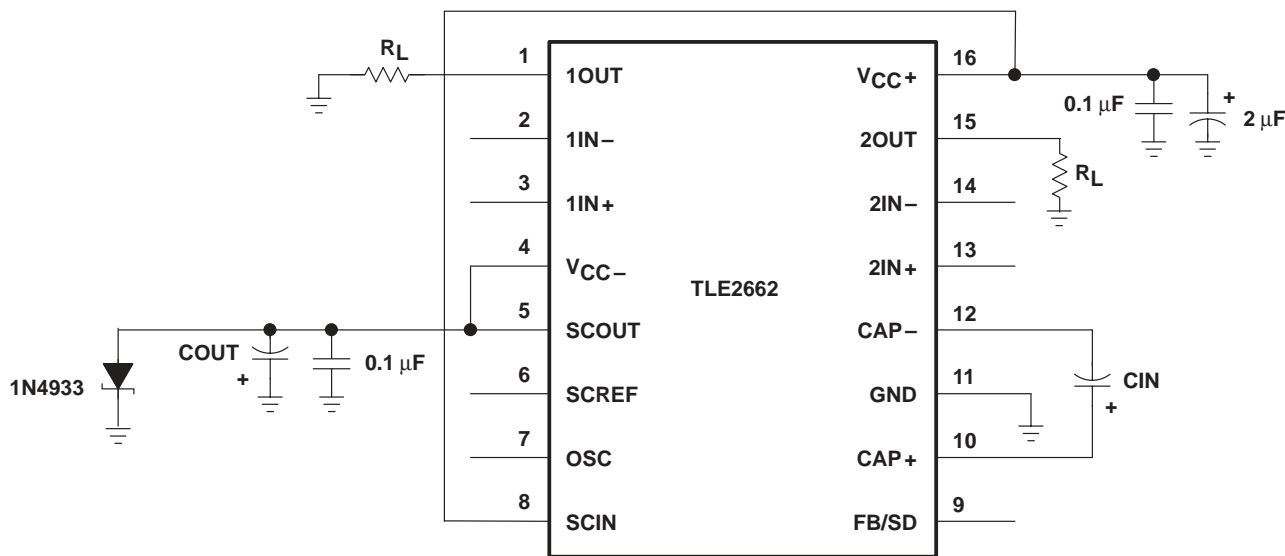 RL
1
1OUT
VCC+
16
0.1 μF
+
2 μF
2
1IN−
2OUT
15
RL
3
1IN+
2IN−
14
4
VCC−
2IN+
13
TLE2662
5
SCOUT
CAP−
12
COUT
+
0.1 μF
1N4933
6
SCREF
GND
11
CIN
+
7
OSC
CAP+
10
8
SCIN
FB/SD
9